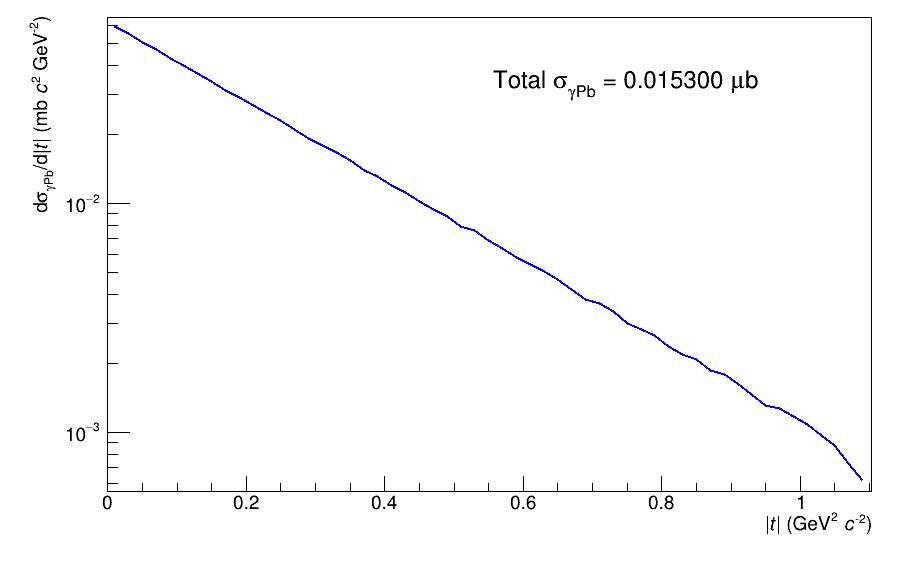 dσγPb/d|t| (mb c² GeV⁻²)
Total σγPb = 0.015300 μb
10⁻²
10⁻³
0 0.2 0.4 0.6 0.8 1
|t| (GeV² c⁻²)